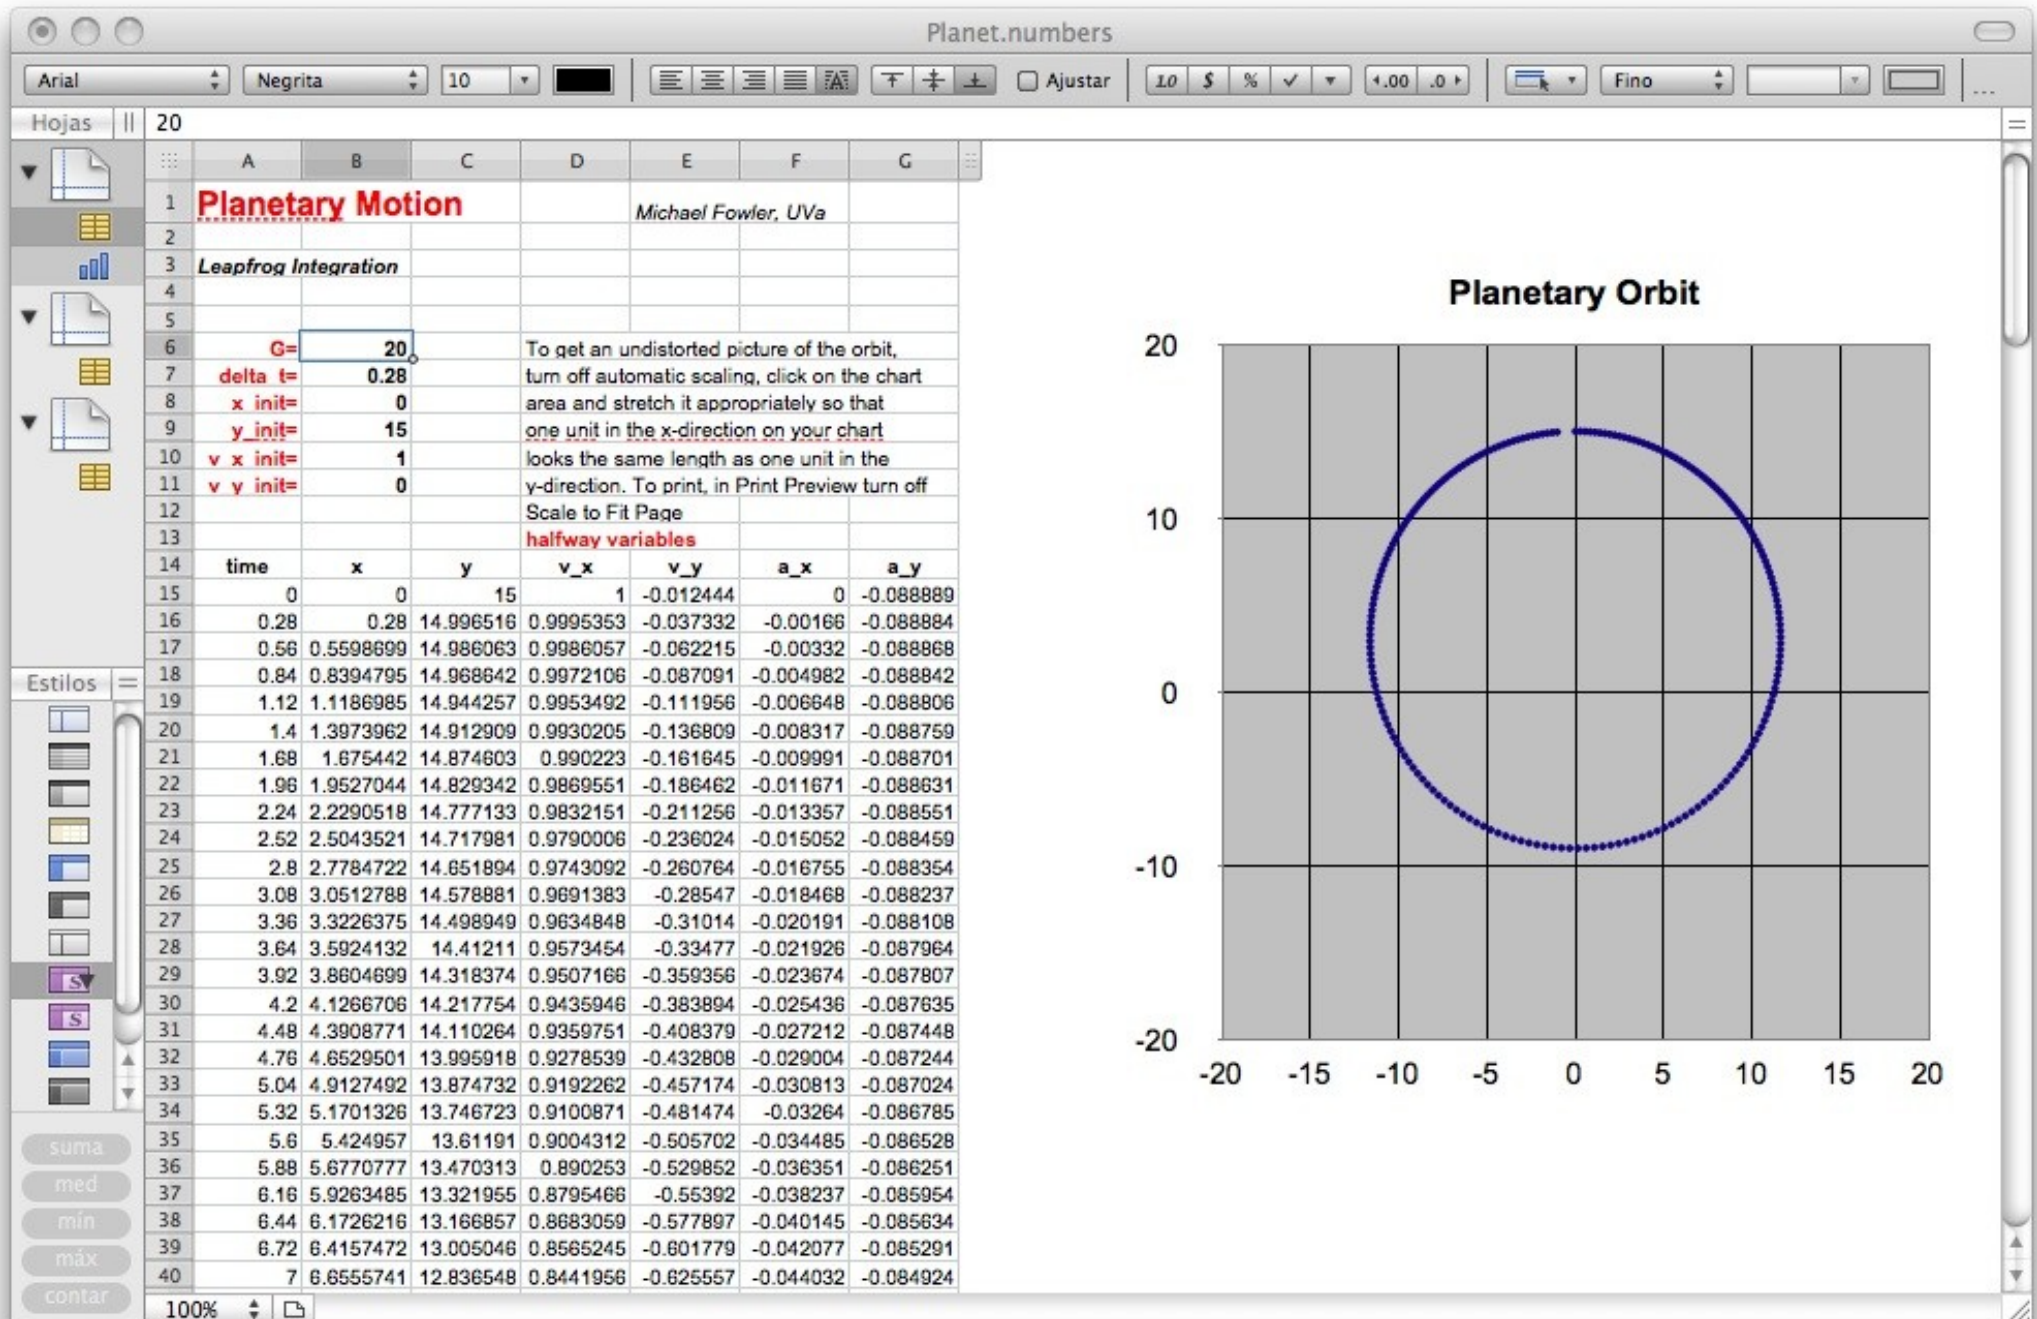 Planet.numbers
Arial Negrita 10 Ajustar 1.0 $ % .00 .0 Fino ...
Hojas 20
A B C D E F G
1 Planetary Motion Michael Fowler, UVa
2
3 Leapfrog Integration
4
5
6 G= 20 To get an undistorted picture of the orbit,
7 delta t= 0.28 turn off automatic scaling, click on the chart
8 x init= 0 area and stretch it appropriately so that
9 y_init= 15 one unit in the x-direction on your chart
10 v x init= 1 looks the same length as one unit in the
11 v y init= 0 y-direction. To print, in Print Preview turn off
12 Scale to Fit Page
13 halfway variables
14 time x y v_x v_y a_x a_y
15 0 0 15 1 -0.012444 0 -0.088889
16 0.28 0.28 14.996516 0.9995353 -0.037332 -0.00166 -0.088884
17 0.56 0.5598699 14.986063 0.9986057 -0.062215 -0.00332 -0.088868
18 0.84 0.8394795 14.968642 0.9972106 -0.087091 -0.004982 -0.088842
19 1.12 1.1186985 14.944257 0.9953492 -0.111956 -0.006648 -0.088806
20 1.4 1.3973962 14.912909 0.9930205 -0.136809 -0.008317 -0.088759
21 1.68 1.675442 14.874603 0.990223 -0.161645 -0.009991 -0.088701
22 1.96 1.9527044 14.829342 0.9869551 -0.186462 -0.011671 -0.088631
23 2.24 2.2290518 14.777133 0.9832151 -0.211256 -0.013357 -0.088551
24 2.52 2.5043521 14.717981 0.9790006 -0.236024 -0.015052 -0.088459
25 2.8 2.7784722 14.651894 0.9743092 -0.260764 -0.016755 -0.088354
26 3.08 3.0512788 14.578881 0.9691383 -0.28547 -0.018468 -0.088237
27 3.36 3.3226375 14.498949 0.9634848 -0.31014 -0.020191 -0.088108
28 3.64 3.5924132 14.41211 0.9573454 -0.33477 -0.021926 -0.087964
29 3.92 3.8604699 14.318374 0.9507166 -0.359356 -0.023674 -0.087807
30 4.2 4.1266706 14.217754 0.9435946 -0.383894 -0.025436 -0.087635
31 4.48 4.3908771 14.110264 0.9359751 -0.408379 -0.027212 -0.087448
32 4.76 4.6529501 13.995918 0.9278539 -0.432808 -0.029004 -0.087244
33 5.04 4.9127492 13.874732 0.9192262 -0.457174 -0.030813 -0.087024
34 5.32 5.1701326 13.746723 0.9100871 -0.481474 -0.03264 -0.086785
35 5.6 5.424957 13.61191 0.9004312 -0.505702 -0.034485 -0.086528
36 5.88 5.6770777 13.470313 0.890253 -0.529852 -0.036351 -0.086251
37 6.16 5.9263485 13.321955 0.8795466 -0.55392 -0.038237 -0.085954
38 6.44 6.1726216 13.166857 0.8683059 -0.577897 -0.040145 -0.085634
39 6.72 6.4157472 13.005046 0.8565245 -0.601779 -0.042077 -0.085291
40 7 6.6555741 12.836548 0.8441956 -0.625557 -0.044032 -0.084924
100%
Estilos
S
S
suma
med
mín
máx
contar
Planetary Orbit
20
10
0
-10
-20
-20 -15 -10 -5 0 5 10 15 20